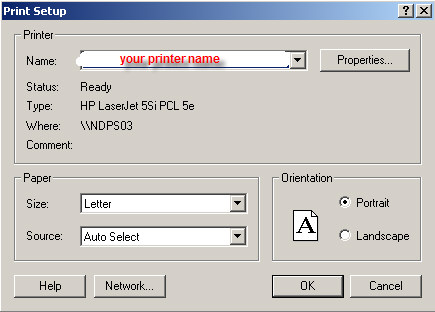 Print Setup
Printer
Name: your printer name Properties...
Status: Ready
Type: HP LaserJet 5Si PCL 5e
Where: \\NDPS03
Comment:
Paper
Size: Letter
Source: Auto Select
Orientation
A
Portrait
Landscape
Help Network... OK Cancel